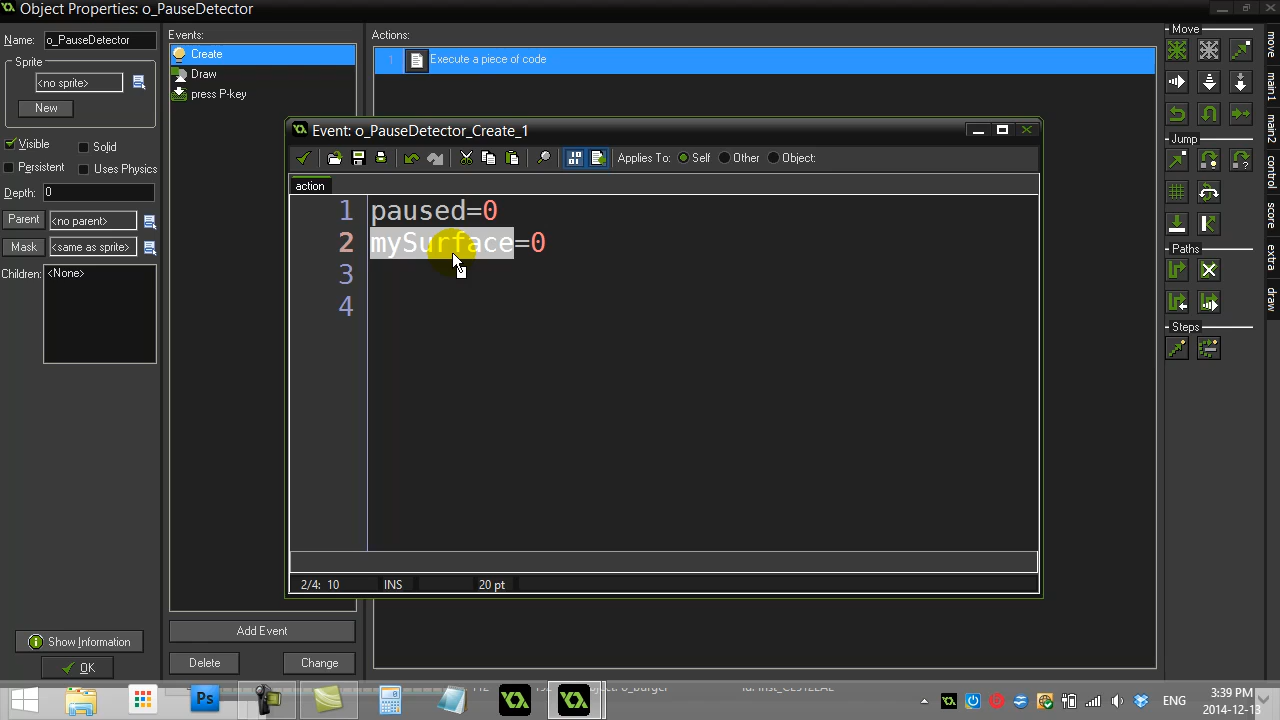 Object Properties: o_PauseDetector
Name: o_PauseDetector
Sprite
<no sprite>
New
Visible
Solid
Persistent
Uses Physics
Depth: 0
Parent <no parent>
Mask <same as sprite>
Children: <None>
Show Information
OK
Events:
Create
Draw
press P-key
Add Event
Delete
Change
Actions:
1 Execute a piece of code
Event: o_PauseDetector_Create_1
Applies To: Self Other Object:
action
1 paused=0
2 mySurface=0
3
4
2/4: 10 INS 20 pt
Move
Jump
Paths
Steps
move
main1
main2
control
score
extra
draw
Ps
ENG
3:39 PM
2014-12-13